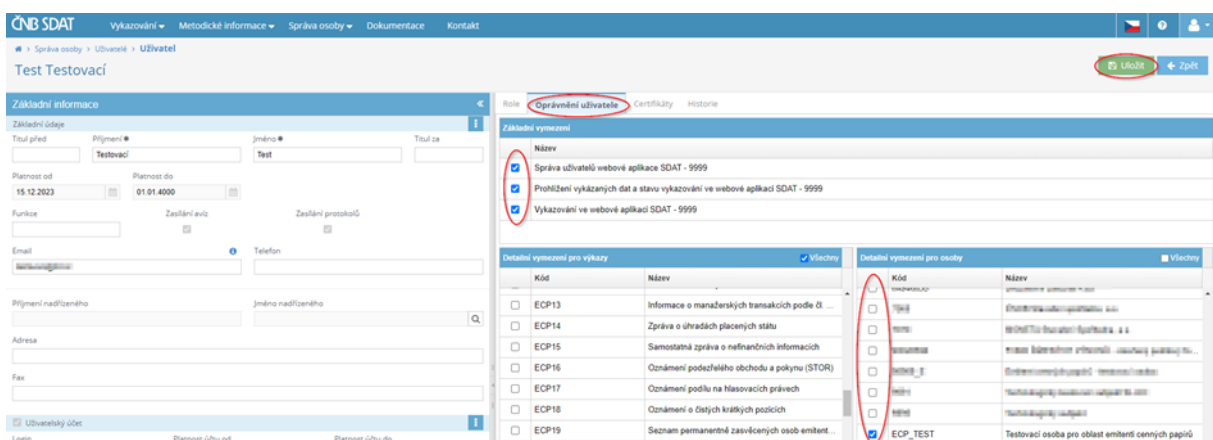 ČNB SDAT Vykazování Metodické informace Správa osoby Dokumentace Kontakt
Správa osoby > Uživatelé > Uživatel
Test Testovací
Uložit Zpět
Základní informace
Základní údaje
Titul před Příjmení Jméno Titul za
Testovací Test
Platnost od Platnost do
15.12.2023 01.01.4000
Funkce Zasílání avíz Zasílání protokolů
Email Telefon
Příjmení nadřízeného Jméno nadřízeného
Adresa
Fax
Uživatelský účet
Login Platnost účtu od Platnost účtu do
Role Oprávnění uživatele Certifikáty Historie
Základní vymezení
Název
Správa uživatelů webové aplikace SDAT - 9999
Prohlížení vykázaných dat a stavu vykazování ve webové aplikaci SDAT - 9999
Vykazování ve webové aplikaci SDAT - 9999
Detailní vymezení pro výkazy Všechny
Kód Název
ECP13 Informace o manažerských transakcích podle čl. ...
ECP14 Zpráva o úhradách placených státu
ECP15 Samostatná zpráva o nefinančních informacích
ECP16 Oznámení podezřelého obchodu a pokynu (STOR)
ECP17 Oznámení podílu na hlasovacích právech
ECP18 Oznámení o čistých krátkých pozicích
ECP19 Seznam permanentně zasvěcených osob emitent...
Detailní vymezení pro osoby Všechny
Kód Název
ECP_TEST Testovací osoba pro oblast emitenti cenných papírů